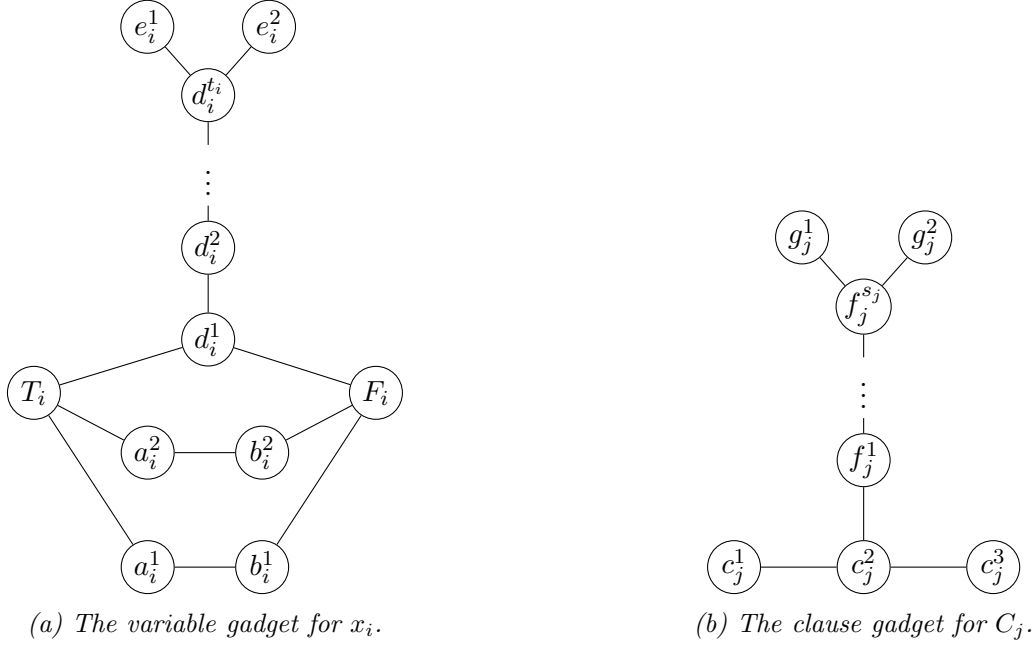 e_i^1 e_i^2
d_i^{t_i}
⋮
d_i^2
d_i^1
T_i F_i
a_i^2 b_i^2
a_i^1 b_i^1
(a) The variable gadget for x_i.
g_j^1 g_j^2
f_j^{s_j}
⋮
f_j^1
c_j^1 c_j^2 c_j^3
(b) The clause gadget for C_j.